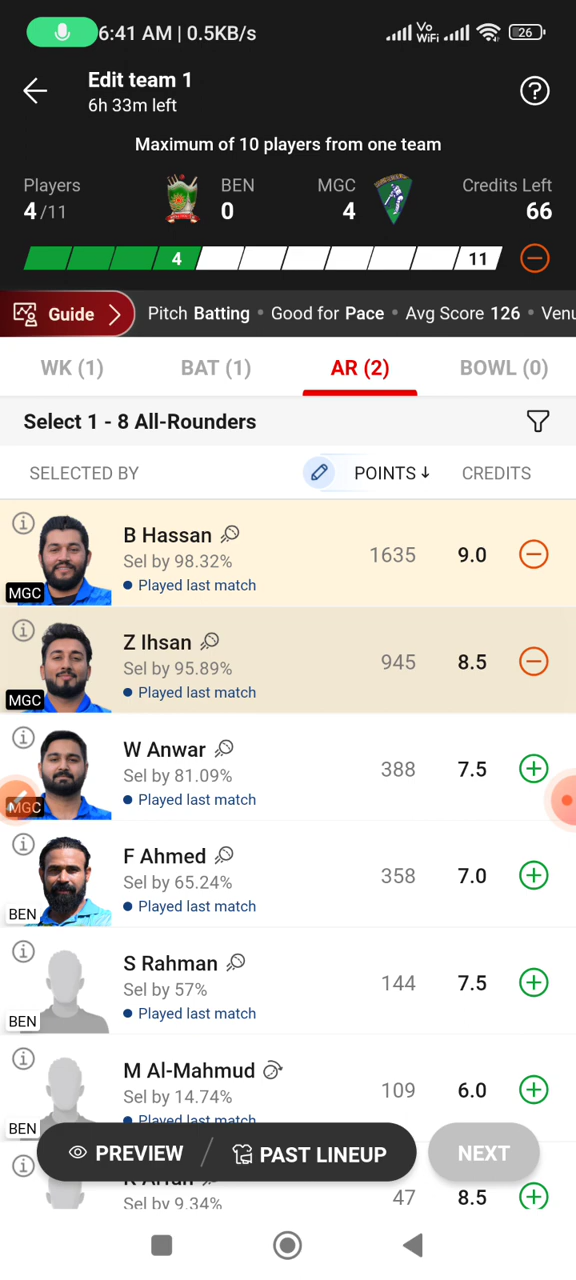 6:41 AM | 0.5KB/s Vo WiFi 26
Edit team 1
6h 33m left
Maximum of 10 players from one team
Players BEN MGC Credits Left
4/11 0 4 66
4 11
Guide Pitch Batting • Good for Pace • Avg Score 126 • Venu
WK (1) BAT (1) AR (2) BOWL (0)
Select 1 - 8 All-Rounders
SELECTED BY POINTS ↓ CREDITS
B Hassan
Sel by 98.32% 1635 9.0
Played last match
MGC
Z Ihsan
Sel by 95.89% 945 8.5
Played last match
MGC
W Anwar
Sel by 81.09% 388 7.5
Played last match
MGC
F Ahmed
Sel by 65.24% 358 7.0
Played last match
BEN
S Rahman
Sel by 57% 144 7.5
Played last match
BEN
M Al-Mahmud
Sel by 14.74% 109 6.0
Played last match
BEN
PREVIEW / PAST LINEUP NEXT
Sel by 9.34% 47 8.5